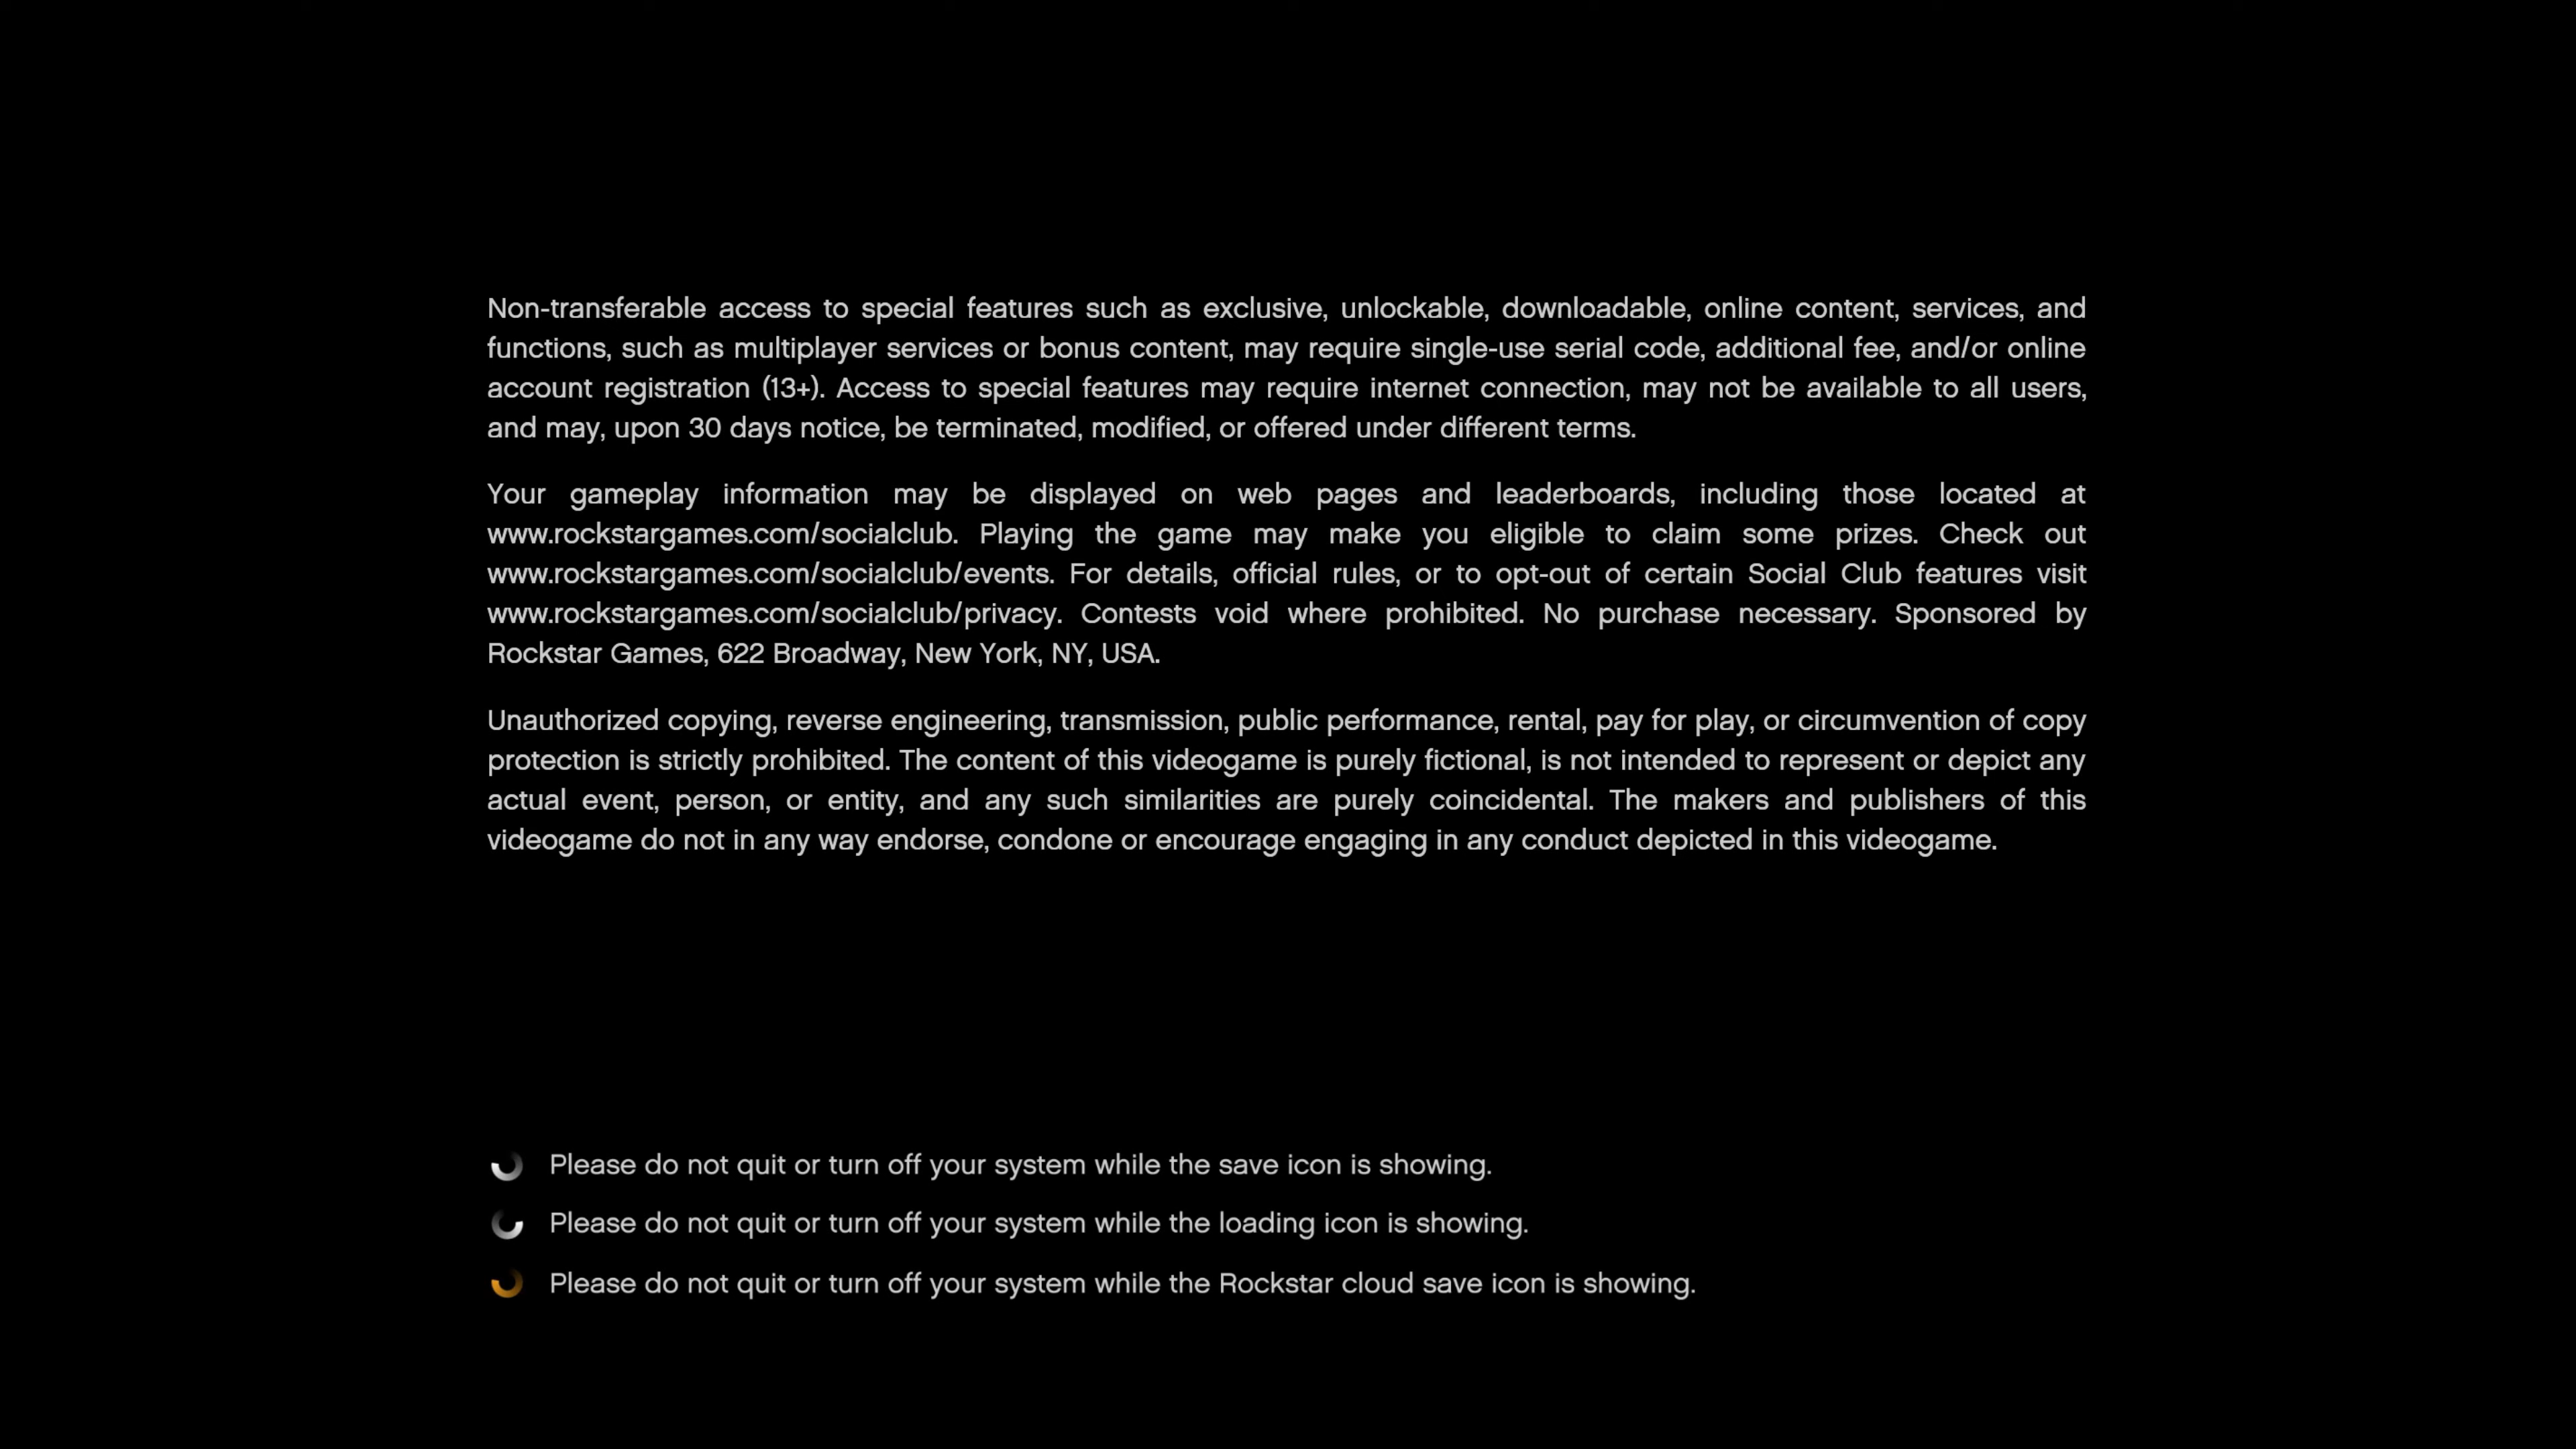 Non-transferable access to special features such as exclusive, unlockable, downloadable, online content, services, and
functions, such as multiplayer services or bonus content, may require single-use serial code, additional fee, and/or online
account registration (13+). Access to special features may require internet connection, may not be available to all users,
and may, upon 30 days notice, be terminated, modified, or offered under different terms.
Your gameplay information may be displayed on web pages and leaderboards, including those located at
www.rockstargames.com/socialclub. Playing the game may make you eligible to claim some prizes. Check out
www.rockstargames.com/socialclub/events. For details, official rules, or to opt-out of certain Social Club features visit
www.rockstargames.com/socialclub/privacy. Contests void where prohibited. No purchase necessary. Sponsored by
Rockstar Games, 622 Broadway, New York, NY, USA.
Unauthorized copying, reverse engineering, transmission, public performance, rental, pay for play, or circumvention of copy
protection is strictly prohibited. The content of this videogame is purely fictional, is not intended to represent or depict any
actual event, person, or entity, and any such similarities are purely coincidental. The makers and publishers of this
videogame do not in any way endorse, condone or encourage engaging in any conduct depicted in this videogame.
Please do not quit or turn off your system while the save icon is showing.
Please do not quit or turn off your system while the loading icon is showing.
Please do not quit or turn off your system while the Rockstar cloud save icon is showing.